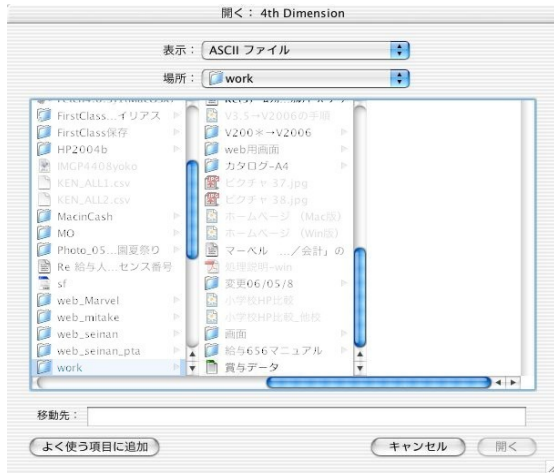 開く： 4th Dimension
表示： ASCII ファイル
場所： work
FirstClass...イリアス
FirstClass保存
HP2004b
IMGP4408yoko
KEN_ALL1.csv
KEN_ALL2.csv
MacinCash
MO
Photo_05...園夏祭り
Re 給与人...センス番号
sf
web_Marvel
web_mitake
web_seinan
web_seinan_pta
work
V3.5→V2006の手順
V200＊→V2006
web用画面
カタログ-A4
ピクチャ 37.jpg
ピクチャ 38.jpg
ホームページ （Mac版）
ホームページ （Win版）
マーベル ...／会計」の
処理説明-win
変更06/05/8
小学校HP比較
小学校HP比較_他校
画面
給与656マニュアル
賞与データ
移動先：
よく使う項目に追加
キャンセル
開く